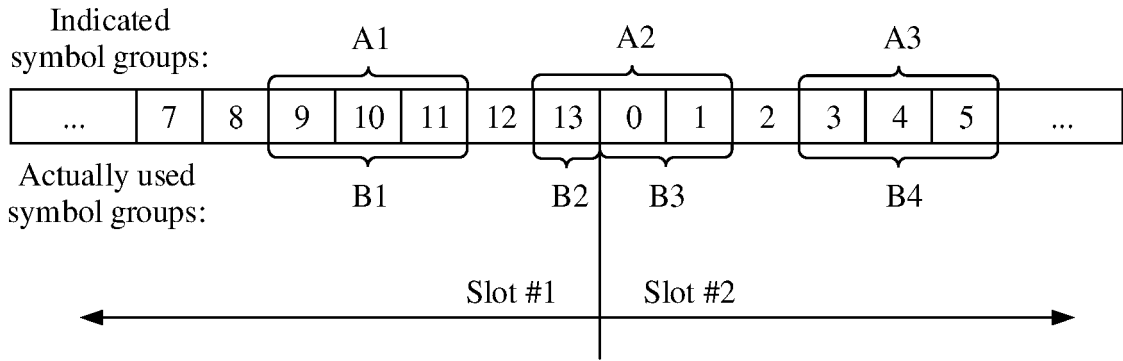 Indicated
symbol groups:
A1 A2 A3
... 7 8 9 10 11 12 13 0 1 2 3 4 5 ...
Actually used
symbol groups:
B1 B2 B3 B4
Slot #1 Slot #2